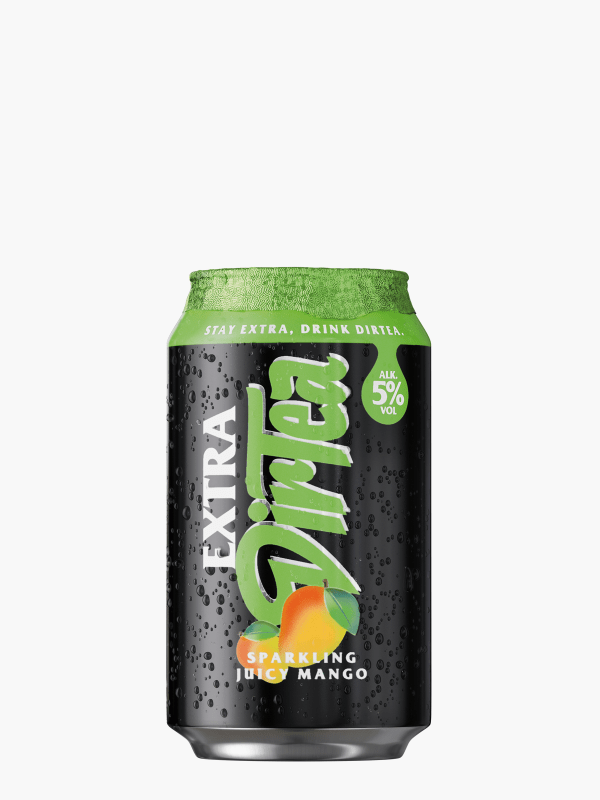 STAY EXTRA, DRINK DIRTEA.
ALK.
5%
VOL
EXTRA
DirTea
SPARKLING
JUICY MANGO